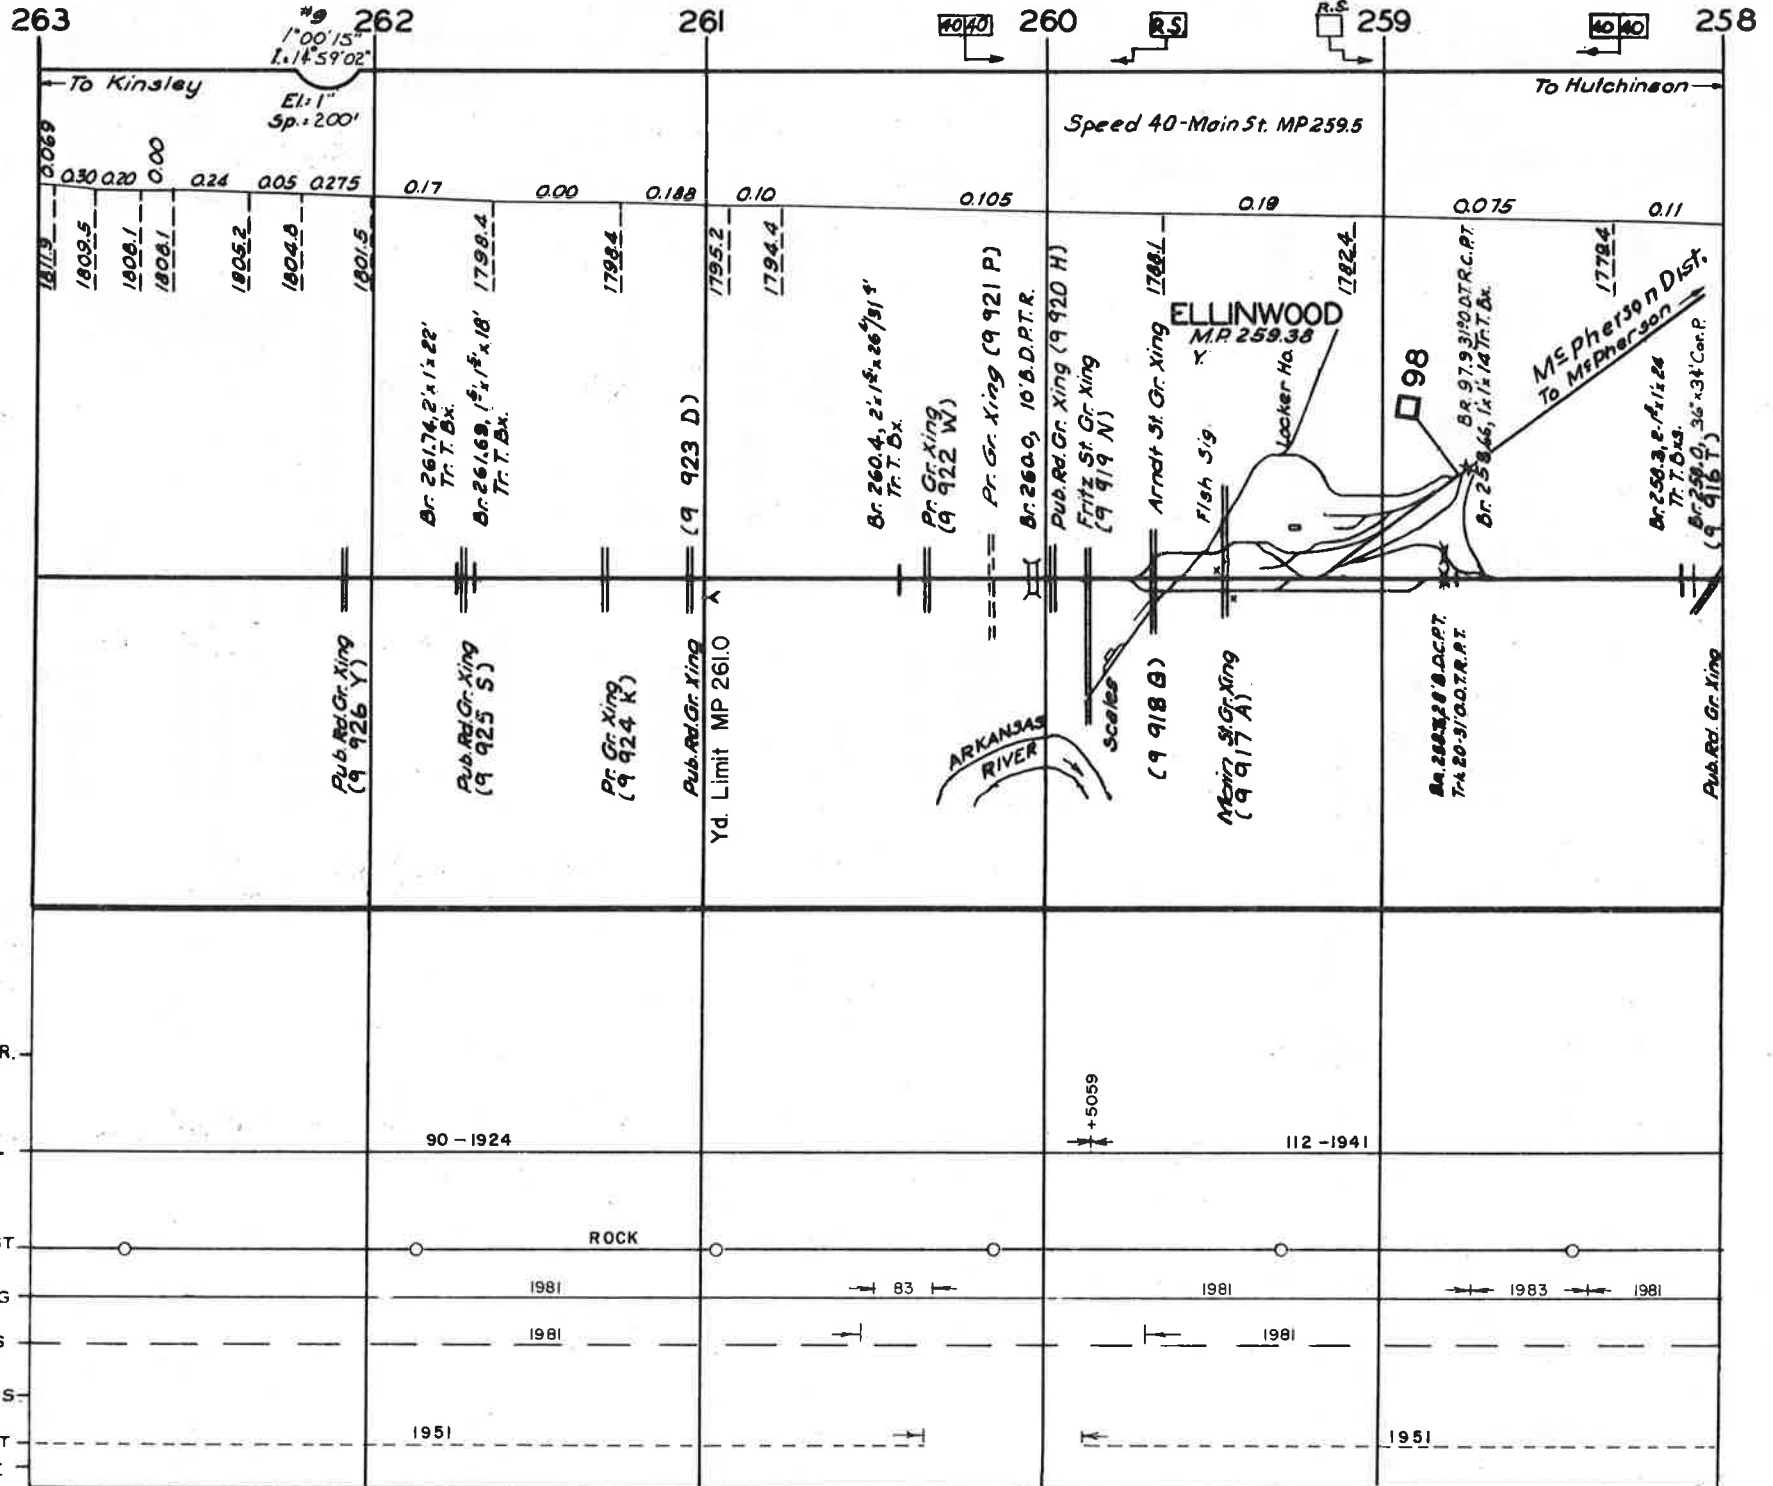 263
262
261
260
259
258
#9
1°00'15"
I.=14°59'02"
40 40
R.S.
R.S.
40 40
To Kinsley
El.: 1"
Sp.: 200'
Speed 40-Main St. MP 259.5
To Hutchinson
0.069
0.30
0.20
0.00
0.24
0.05
0.275
0.17
0.00
0.188
0.10
0.105
0.19
0.075
0.11
1811.9
1809.5
1808.1
1808.1
1805.2
1804.8
1801.5
1798.4
1798.4
1795.2
1794.4
1788.1
1782.4
1779.4
Br. 261.74, 2'x1'x22'
Tr. T. Bx.
Tr. T. Bx.
(9 923 D)
Tr. T. Bx.
Pr. Gr. Xing
(9 922 W)
Pr. Gr. Xing (9 921 P)
Br. 260.0, 10'B.D.P.T.R.
Pub. Rd. Gr. Xing (9 920 H)
Fritz St. Gr. Xing
(9 919 N)
Arndt St. Gr. Xing
ELLINWOOD
M.P. 259.38
Y.
Fish Sig.
Locker Ho.
98
McPherson Dist.
To McPherson
Tr. T. Bxs.
(9 916 T)
Pub. Rd. Gr. Xing
(9 926 Y)
Pub. Rd. Gr. Xing
(9 925 S)
Pr. Gr. Xing
(9 924 K)
Pub. Rd. Gr. Xing
Yd. Limit MP 261.0
ARKANSAS
RIVER
Scales
(9 918 B)
Main St. Gr. Xing
(9 917 A)
Pub. Rd. Gr. Xing
R.
+5059
90-1924
112-1941
ST
ROCK
G
1981
83
1981
1983
1981
S
1981
1981
S
T
1951
1951